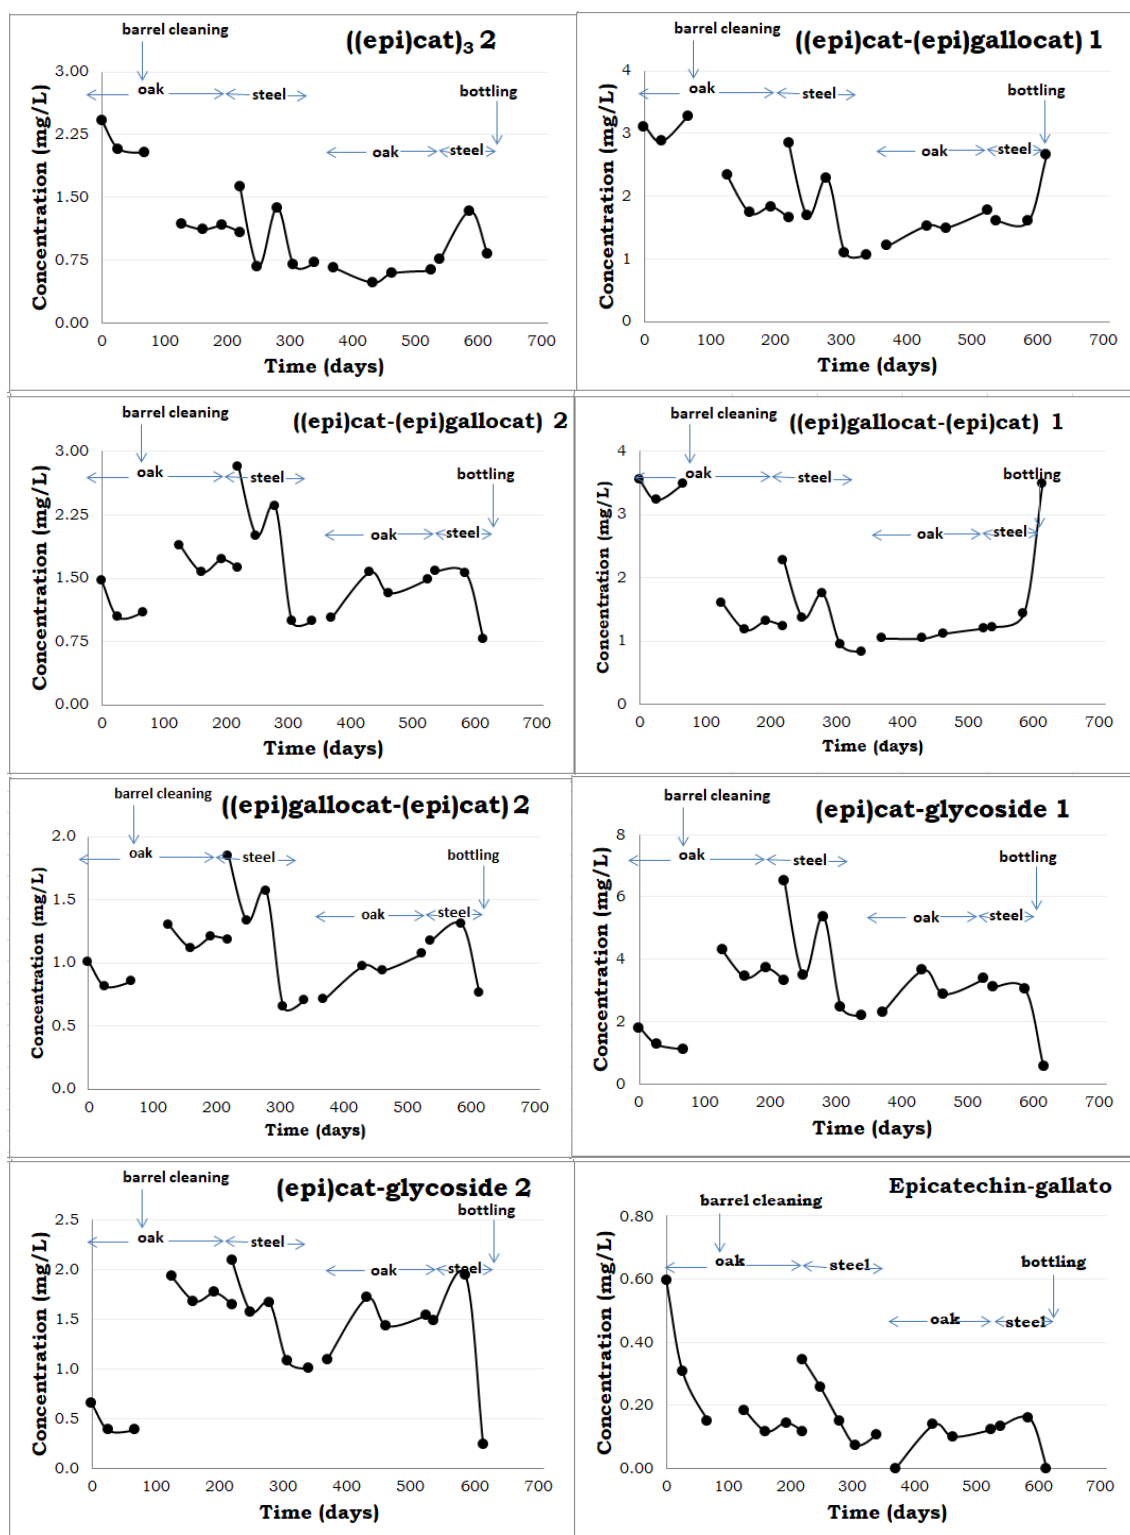 barrel cleaning
((epi)cat)₃ 2
3.00
oak
steel
bottling
2.25
oak
steel
1.50
0.75
0.00
0 100 200 300 400 500 600 700
Time (days)
Concentration (mg/L)
barrel cleaning
((epi)cat-(epi)gallocat) 1
4
oak
steel
bottling
3
oak
steel
2
1
0
0 100 200 300 400 500 600 700
Time (days)
Concentration (mg/L)
barrel cleaning
((epi)cat-(epi)gallocat) 2
3.00
oak
steel
bottling
2.25
oak
steel
1.50
0.75
0.00
0 100 200 300 400 500 600 700
Time (days)
Concentration (mg/L)
barrel cleaning
((epi)gallocat-(epi)cat) 1
4
oak
steel
bottling
3
oak
steel
2
1
0
0 100 200 300 400 500 600 700
Time (days)
Concentration (mg/L)
barrel cleaning
((epi)gallocat-(epi)cat) 2
2.0
oak
steel
bottling
1.5
oak
steel
1.0
0.5
0.0
0 100 200 300 400 500 600 700
Time (days)
Concentration (mg/L)
barrel cleaning
(epi)cat-glycoside 1
8
oak
steel
bottling
6
oak
steel
4
2
0
0 100 200 300 400 500 600 700
Time (days)
Concentration (mg/L)
barrel cleaning
(epi)cat-glycoside 2
bottling
2.5
oak
steel
2.0
oak
steel
1.5
1.0
0.5
0.0
0 100 200 300 400 500 600 700
Time (days)
Concentration (mg/L)
Epicatechin-gallato
barrel cleaning
0.80
oak
steel
bottling
0.60
oak
steel
0.40
0.20
0.00
0 100 200 300 400 500 600 700
Time (days)
Concentration (mg/L)